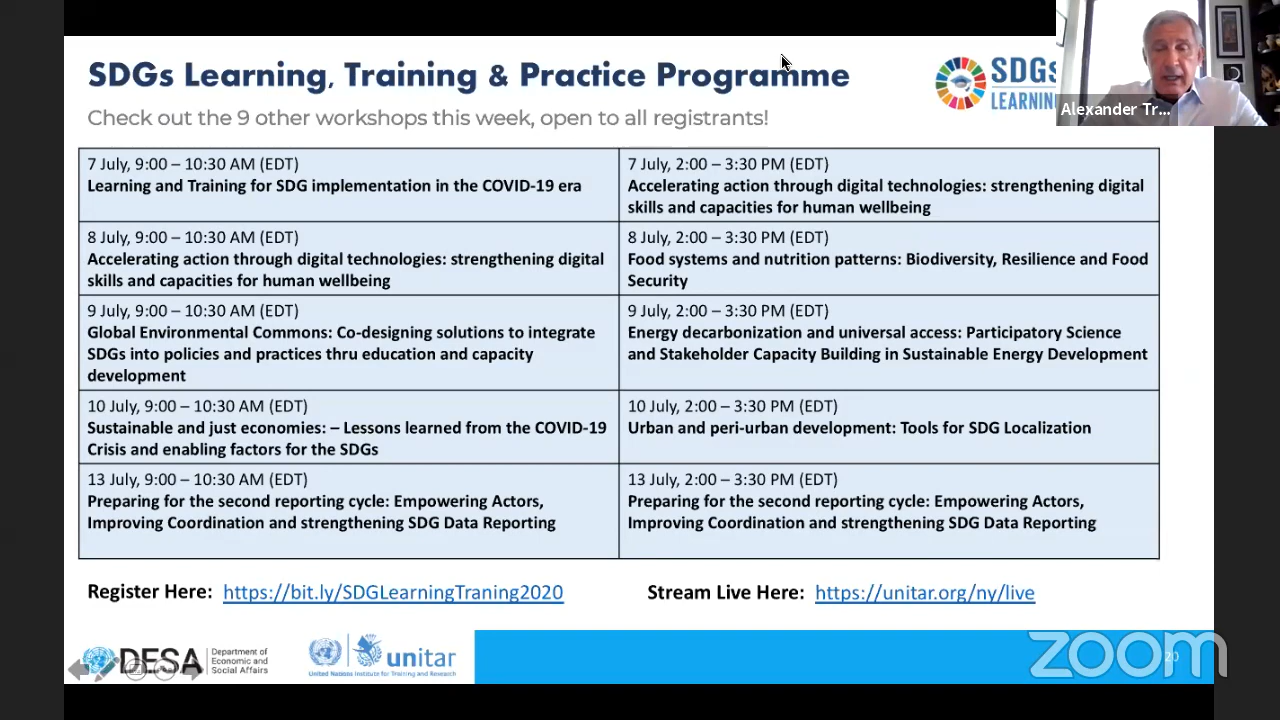 SDGs Learning, Training & Practice Programme
Check out the 9 other workshops this week, open to all registrants!
SDGs
LEARNIN
Alexander Tr...
7 July, 9:00 – 10:30 AM (EDT)
Learning and Training for SDG implementation in the COVID-19 era
7 July, 2:00 – 3:30 PM (EDT)
Accelerating action through digital technologies: strengthening digital
skills and capacities for human wellbeing
8 July, 9:00 – 10:30 AM (EDT)
Accelerating action through digital technologies: strengthening digital
skills and capacities for human wellbeing
8 July, 2:00 – 3:30 PM (EDT)
Food systems and nutrition patterns: Biodiversity, Resilience and Food
Security
9 July, 9:00 – 10:30 AM (EDT)
Global Environmental Commons: Co-designing solutions to integrate
SDGs into policies and practices thru education and capacity
development
9 July, 2:00 – 3:30 PM (EDT)
Energy decarbonization and universal access: Participatory Science
and Stakeholder Capacity Building in Sustainable Energy Development
10 July, 9:00 – 10:30 AM (EDT)
Sustainable and just economies: – Lessons learned from the COVID-19
Crisis and enabling factors for the SDGs
10 July, 2:00 – 3:30 PM (EDT)
Urban and peri-urban development: Tools for SDG Localization
13 July, 9:00 – 10:30 AM (EDT)
Preparing for the second reporting cycle: Empowering Actors,
Improving Coordination and strengthening SDG Data Reporting
13 July, 2:00 – 3:30 PM (EDT)
Preparing for the second reporting cycle: Empowering Actors,
Improving Coordination and strengthening SDG Data Reporting
Register Here: https://bit.ly/SDGLearningTraning2020
Stream Live Here: https://unitar.org/ny/live
DESA
Department of
Economic and
Social Affairs
unitar
United Nations Institute for Training and Research
zoom
20